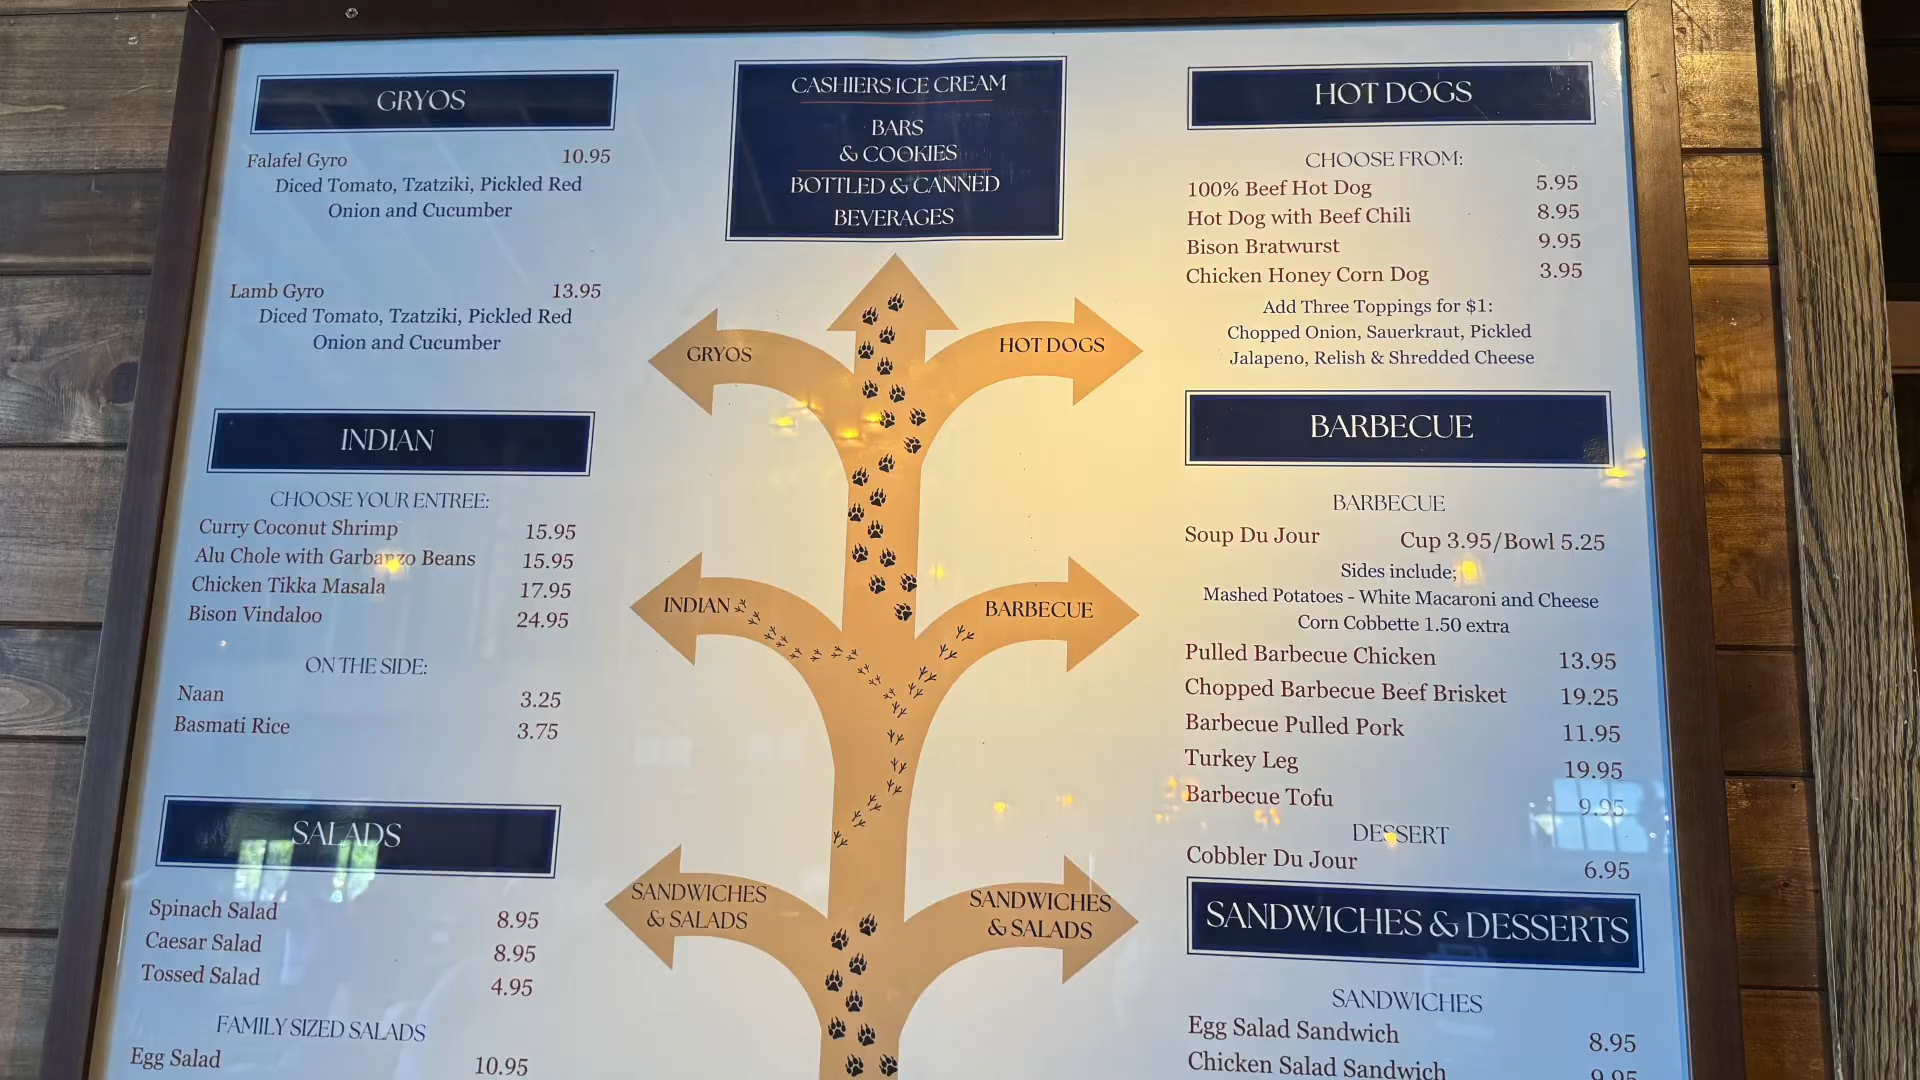 GRYOS
Falafel Gyro 10.95
Diced Tomato, Tzatziki, Pickled Red
Onion and Cucumber
Lamb Gyro 13.95
Diced Tomato, Tzatziki, Pickled Red
Onion and Cucumber
INDIAN
CHOOSE YOUR ENTREE:
Curry Coconut Shrimp 15.95
Alu Chole with Garbanzo Beans 15.95
Chicken Tikka Masala 17.95
Bison Vindaloo 24.95
ON THE SIDE:
Naan 3.25
Basmati Rice 3.75
SALADS
Spinach Salad 8.95
Caesar Salad 8.95
Tossed Salad 4.95
FAMILY SIZED SALADS
Egg Salad 10.95
CASHIERS ICE CREAM
BARS
& COOKIES
BOTTLED & CANNED
BEVERAGES
GRYOS
HOT DOGS
INDIAN
BARBECUE
SANDWICHES
& SALADS
SANDWICHES
& SALADS
HOT DOGS
CHOOSE FROM:
100% Beef Hot Dog 5.95
Hot Dog with Beef Chili 8.95
Bison Bratwurst 9.95
Chicken Honey Corn Dog 3.95
Add Three Toppings for $1:
Chopped Onion, Sauerkraut, Pickled
Jalapeno, Relish & Shredded Cheese
BARBECUE
BARBECUE
Soup Du Jour Cup 3.95/Bowl 5.25
Sides include;
Mashed Potatoes - White Macaroni and Cheese
Corn Cobbette 1.50 extra
Pulled Barbecue Chicken 13.95
Chopped Barbecue Beef Brisket 19.25
Barbecue Pulled Pork 11.95
Turkey Leg 19.95
Barbecue Tofu 9.95
DESSERT
Cobbler Du Jour 6.95
SANDWICHES & DESSERTS
SANDWICHES
Egg Salad Sandwich 8.95
Chicken Salad Sandwich 9.95